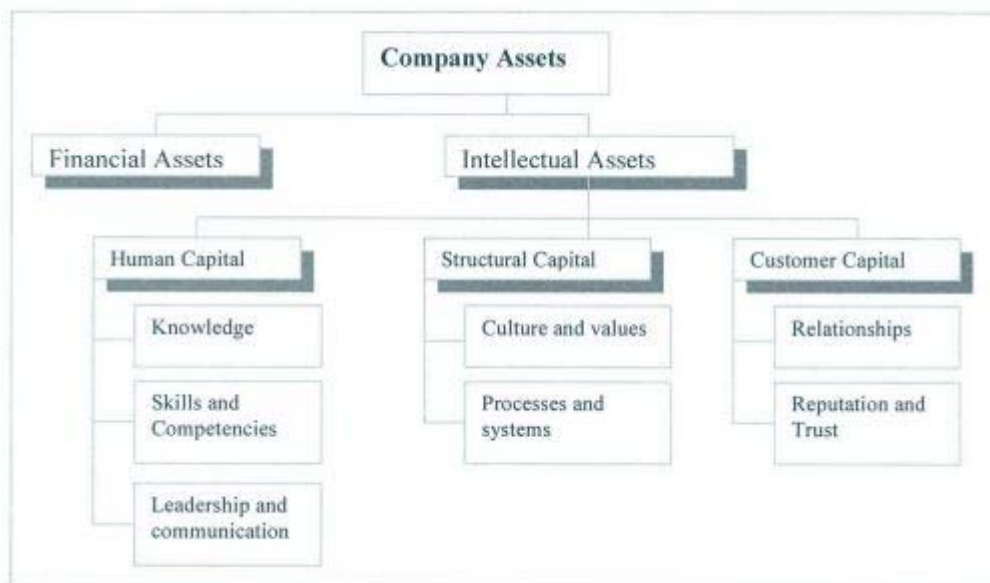 Company Assets
Financial Assets
Intellectual Assets
Human Capital
Structural Capital
Customer Capital
Knowledge
Culture and values
Relationships
Skills and
Competencies
Processes and
systems
Reputation and
Trust
Leadership and
communication